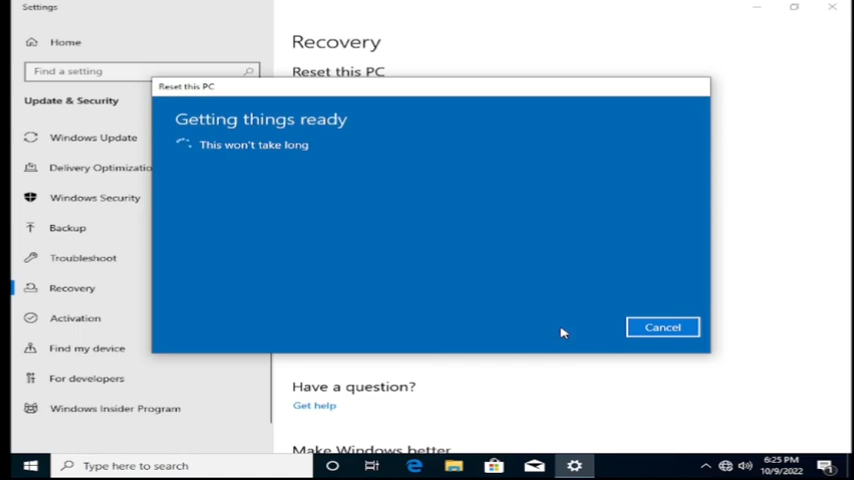 Settings
Home
Find a setting
Update & Security
Windows Update
Delivery Optimizatio
Windows Security
Backup
Troubleshoot
Recovery
Activation
Find my device
For developers
Windows Insider Program
Recovery
Reset this PC
Reset this PC
Getting things ready
This won't take long
Cancel
Have a question?
Get help
Make Windows better
Type here to search
6:25 PM
10/9/2022
1